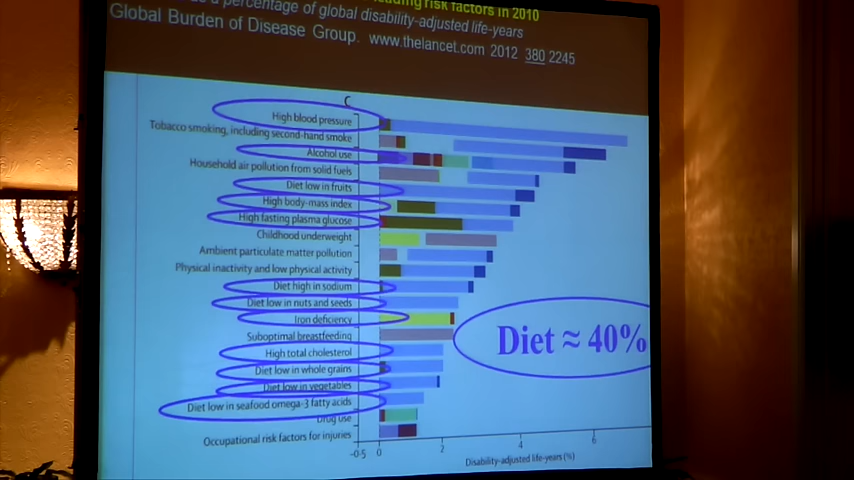 risk factors in 2010
a percentage of global disability-adjusted life-years
Global Burden of Disease Group. www.thelancet.com 2012 380 2245
C
High blood pressure
Tobacco smoking, including second-hand smoke
Alcohol use
Household air pollution from solid fuels
Diet low in fruits
High body-mass index
High fasting plasma glucose
Childhood underweight
Ambient particulate matter pollution
Physical inactivity and low physical activity
Diet high in sodium
Diet low in nuts and seeds
Iron deficiency
Suboptimal breastfeeding
High total cholesterol
Diet low in whole grains
Diet low in vegetables
Diet low in seafood omega-3 fatty acids
Drug use
Occupational risk factors for injuries
Diet ≈ 40%
-0.5 0 2 4 6
Disability-adjusted life-years (%)